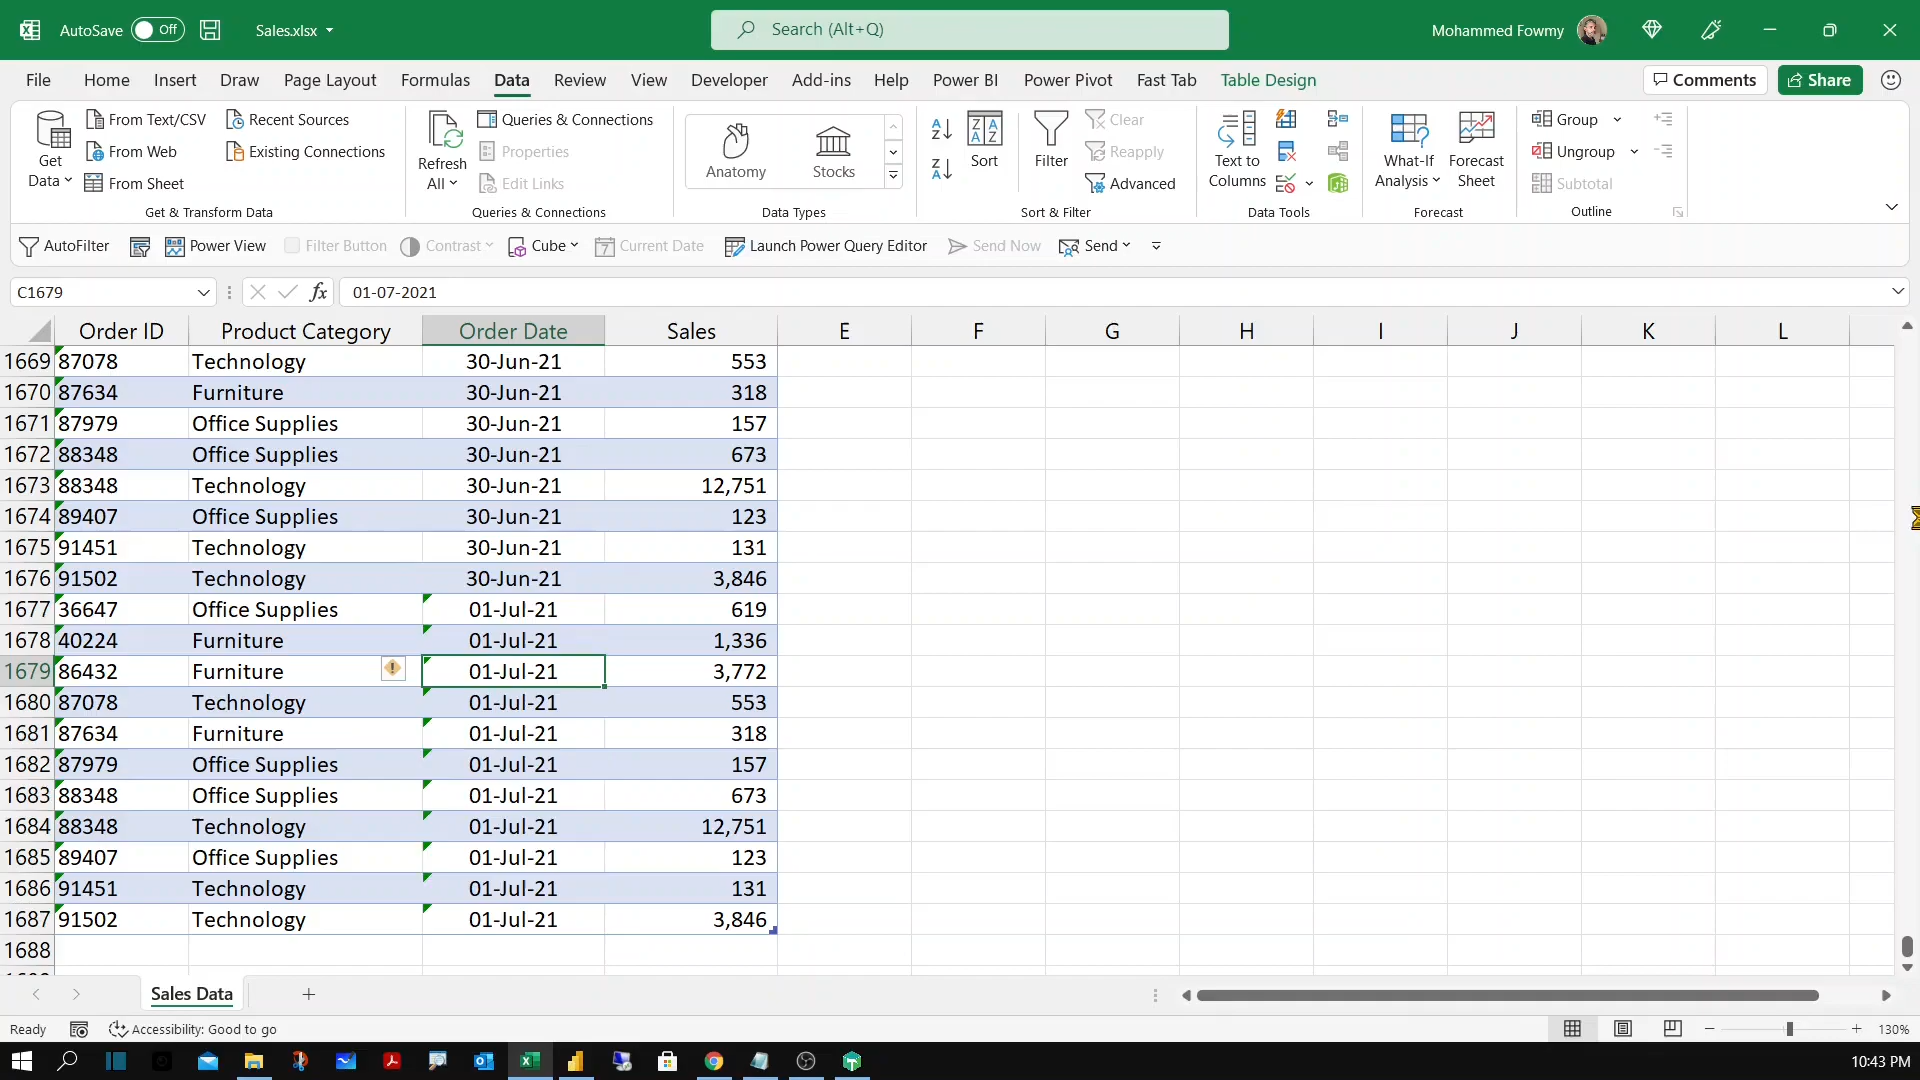 AutoSave Off Sales.xlsx Search (Alt+Q) Mohammed Fowmy
File Home Insert Draw Page Layout Formulas Data Review View Developer Add-ins Help Power BI Power Pivot Fast Tab Table Design Comments Share
Get Data
From Text/CSV
From Web
From Sheet
Recent Sources
Existing Connections
Get & Transform Data
Refresh All
Queries & Connections
Properties
Edit Links
Queries & Connections
Anatomy
Stocks
Data Types
Sort
Filter
Clear
Reapply
Advanced
Sort & Filter
Text to Columns
Data Tools
What-If Analysis
Forecast Sheet
Forecast
Group
Ungroup
Subtotal
Outline
AutoFilter Power View Filter Button Contrast Cube Current Date Launch Power Query Editor Send Now Send
C1679 fx 01-07-2021
Order ID Product Category Order Date Sales E F G H I J K L
1669 87078 Technology 30-Jun-21 553
1670 87634 Furniture 30-Jun-21 318
1671 87979 Office Supplies 30-Jun-21 157
1672 88348 Office Supplies 30-Jun-21 673
1673 88348 Technology 30-Jun-21 12,751
1674 89407 Office Supplies 30-Jun-21 123
1675 91451 Technology 30-Jun-21 131
1676 91502 Technology 30-Jun-21 3,846
1677 36647 Office Supplies 01-Jul-21 619
1678 40224 Furniture 01-Jul-21 1,336
1679 86432 Furniture 01-Jul-21 3,772
1680 87078 Technology 01-Jul-21 553
1681 87634 Furniture 01-Jul-21 318
1682 87979 Office Supplies 01-Jul-21 157
1683 88348 Office Supplies 01-Jul-21 673
1684 88348 Technology 01-Jul-21 12,751
1685 89407 Office Supplies 01-Jul-21 123
1686 91451 Technology 01-Jul-21 131
1687 91502 Technology 01-Jul-21 3,846
1688
Sales Data
Ready Accessibility: Good to go 130%
10:43 PM